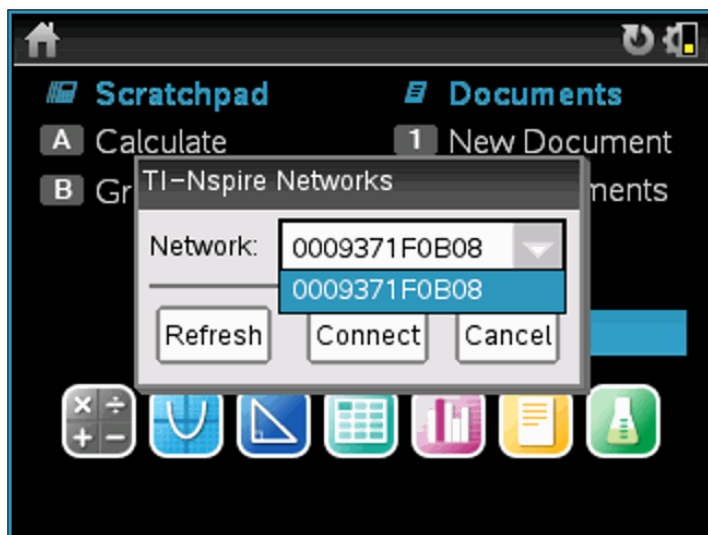 Scratchpad
Documents
A Calculate
1 New Document
B Gr
ments
TI-Nspire Networks
Network: 0009371F0B08
0009371F0B08
Refresh Connect Cancel